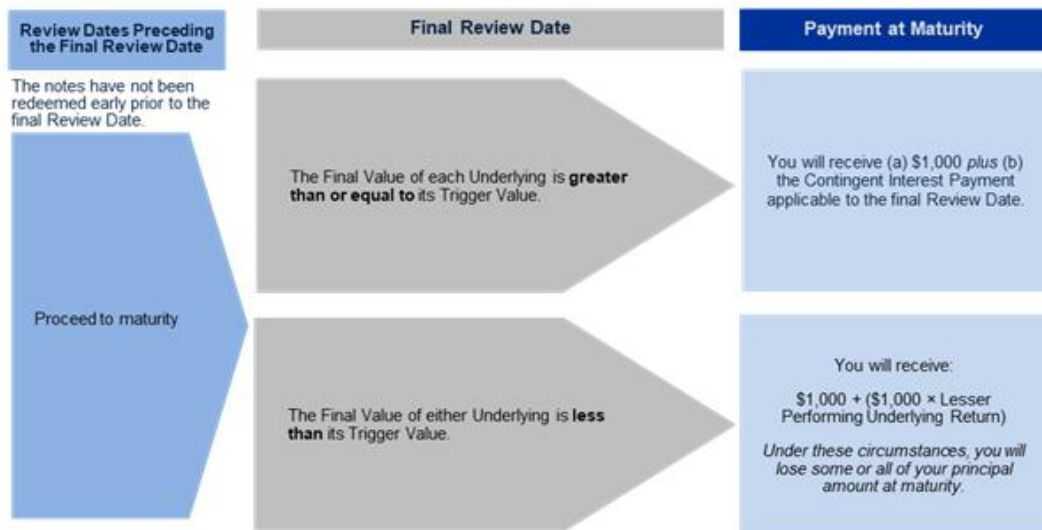 Review Dates Preceding
the Final Review Date
The notes have not been
redeemed early prior to the
final Review Date.
Proceed to maturity
Final Review Date
The Final Value of each Underlying is greater
than or equal to its Trigger Value.
The Final Value of either Underlying is less
than its Trigger Value.
Payment at Maturity
You will receive (a) $1,000 plus (b)
the Contingent Interest Payment
applicable to the final Review Date.
You will receive:
$1,000 + ($1,000 × Lesser
Performing Underlying Return)
Under these circumstances, you will
lose some or all of your principal
amount at maturity.